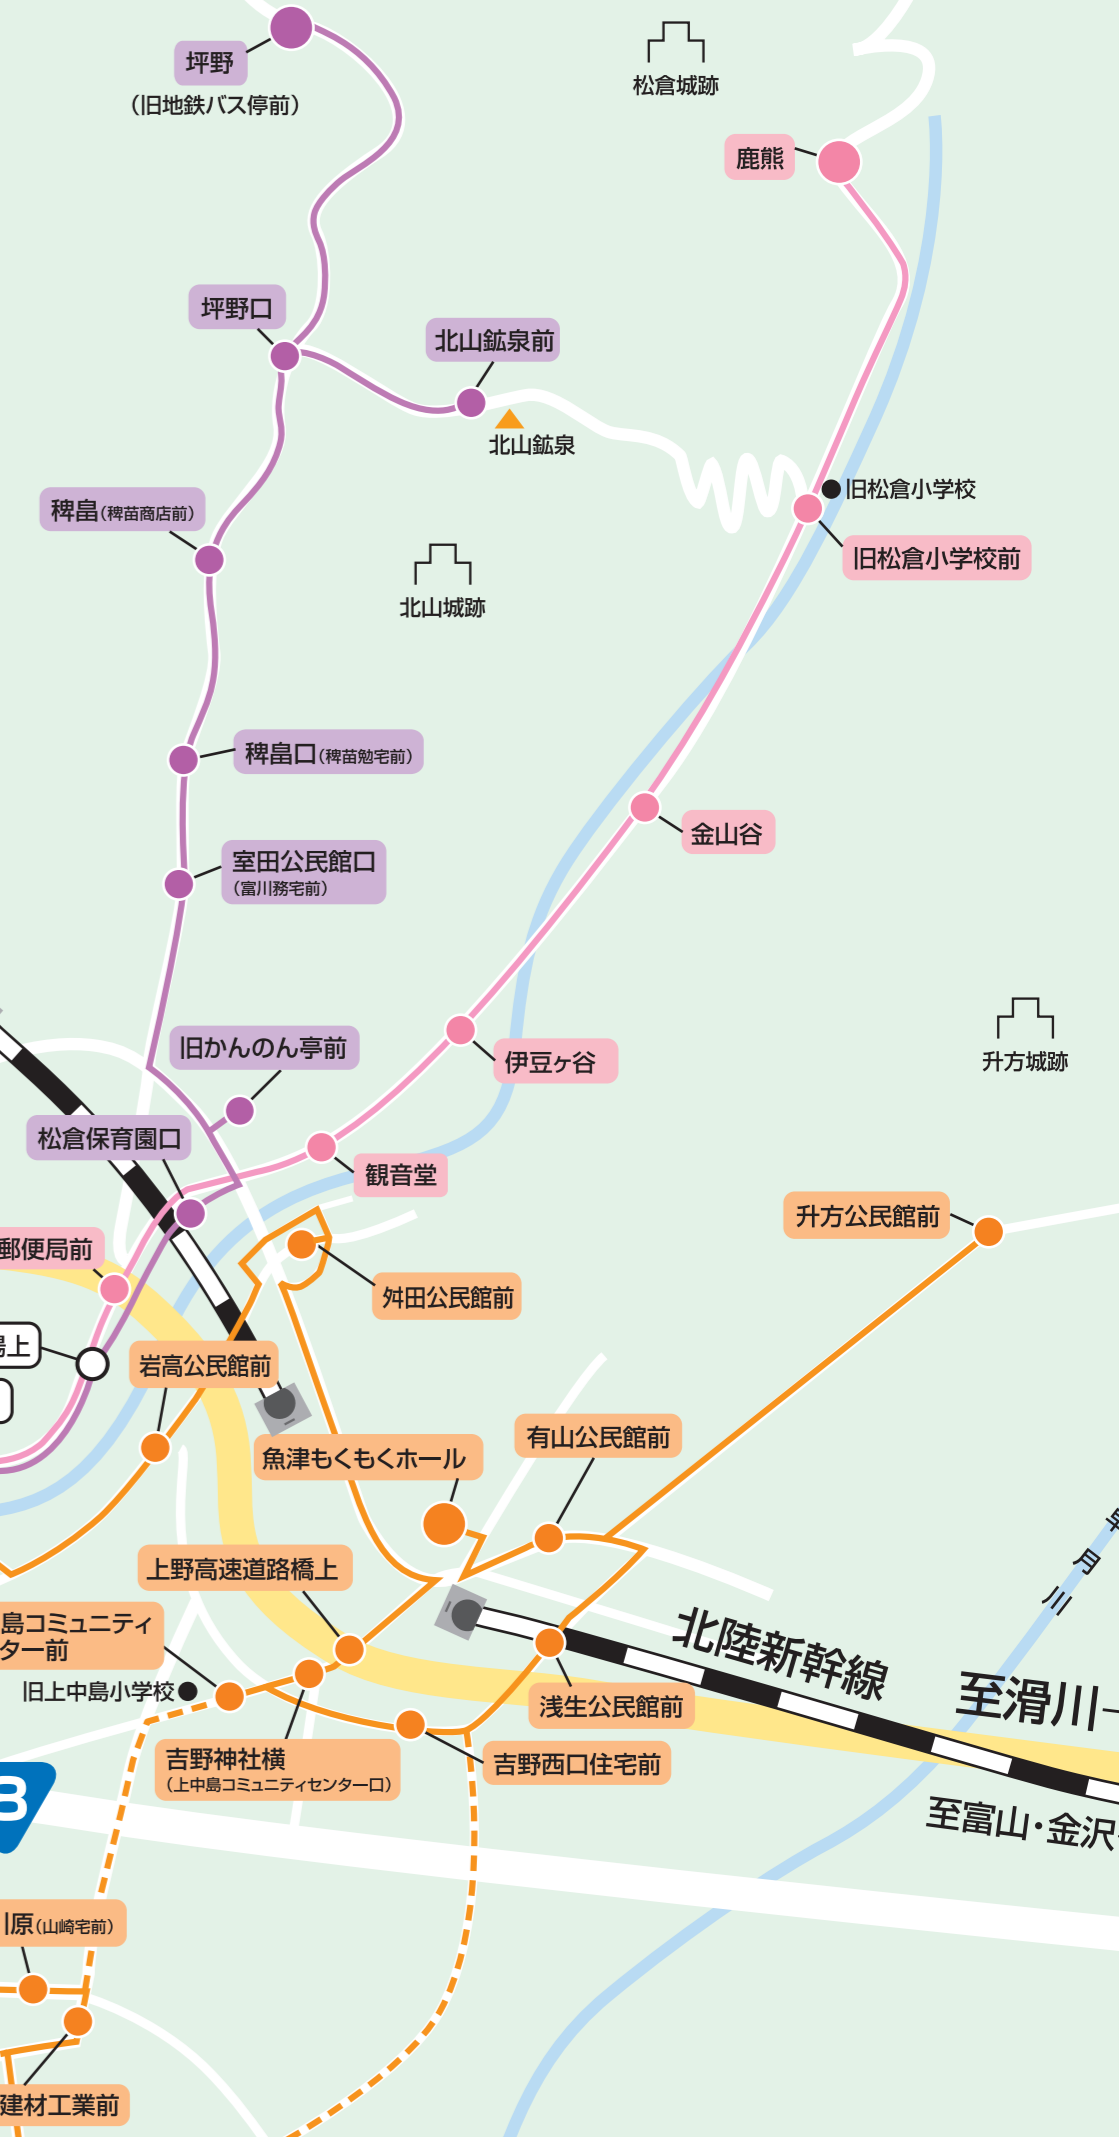 坪野
（旧地鉄バス停前）
松倉城跡
鹿熊
坪野口
北山鉱泉前
北山鉱泉
稗畠（稗苗商店前）
旧松倉小学校
旧松倉小学校前
北山城跡
稗畠口（稗苗勉宅前）
金山谷
室田公民館口
（富川務宅前）
旧かんのん亭前
伊豆ヶ谷
升方城跡
松倉保育園口
観音堂
升方公民館前
郵便局前
舛田公民館前
上
岩高公民館前
魚津もくもくホール
有山公民館前
早月川
上野高速道路橋上
島コミュニティ
ター前
旧上中島小学校
北陸新幹線
至滑川
浅生公民館前
吉野神社横
（上中島コミュニティセンター口）
吉野西口住宅前
至富山・金沢
3
原（山崎宅前）
建材工業前